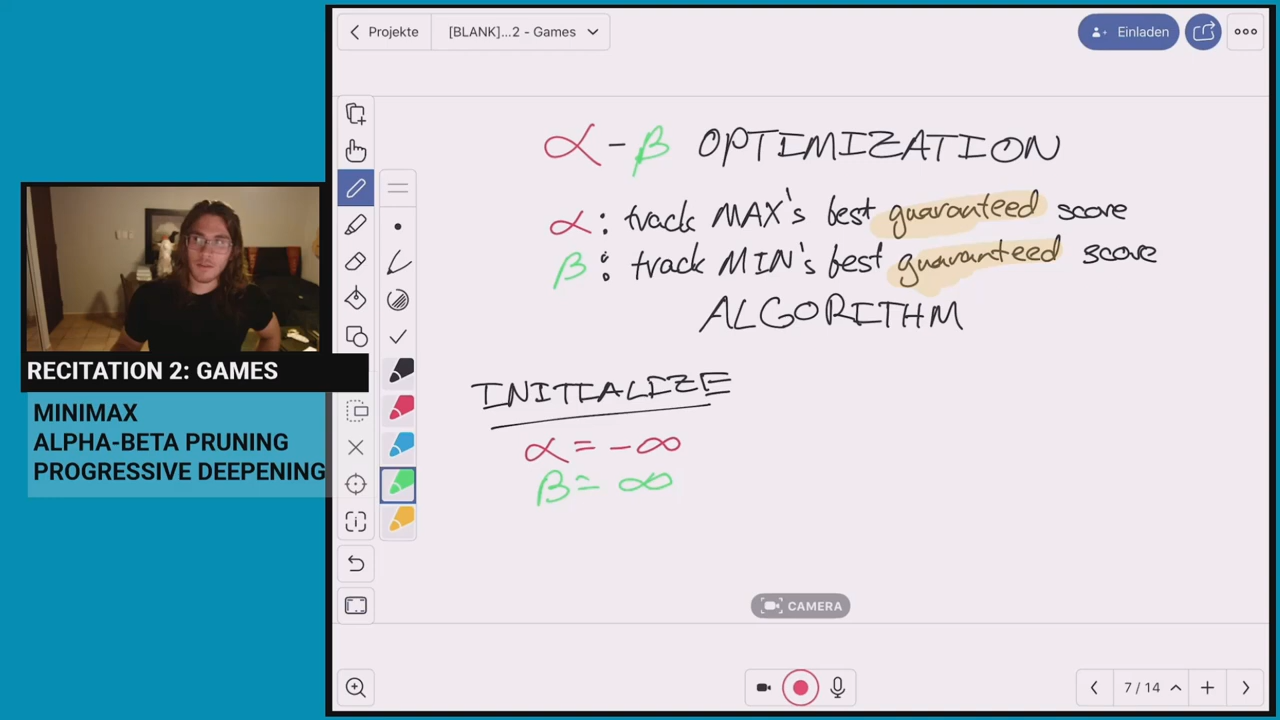 Projekte
[BLANK]...2 - Games
Einladen
α-β OPTIMIZATION
α: track MAX's best guaranteed score
β: track MIN's best guaranteed score
ALGORITHM
INITIALIZE
α = -∞
β = ∞
RECITATION 2: GAMES
MINIMAX
ALPHA-BETA PRUNING
PROGRESSIVE DEEPENING
CAMERA
7 / 14